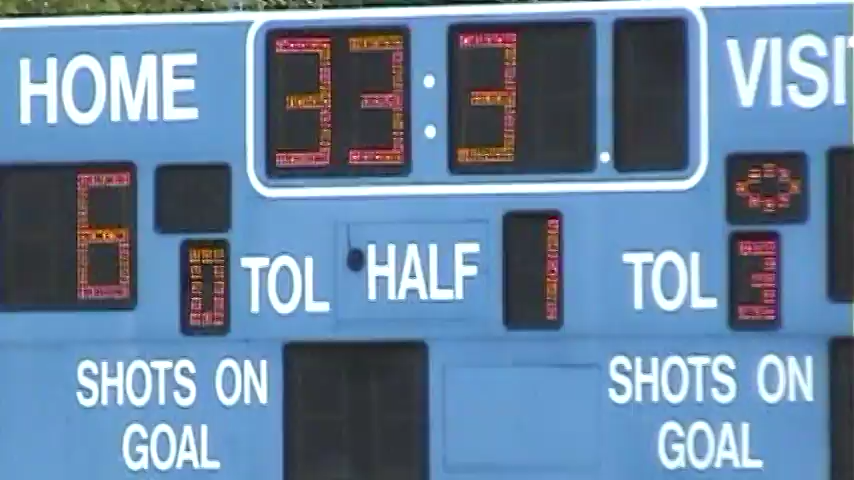 HOME 33:3 . VISI
6 0 TOL HALF 1 TOL 3
SHOTS ON GOAL SHOTS ON GOAL